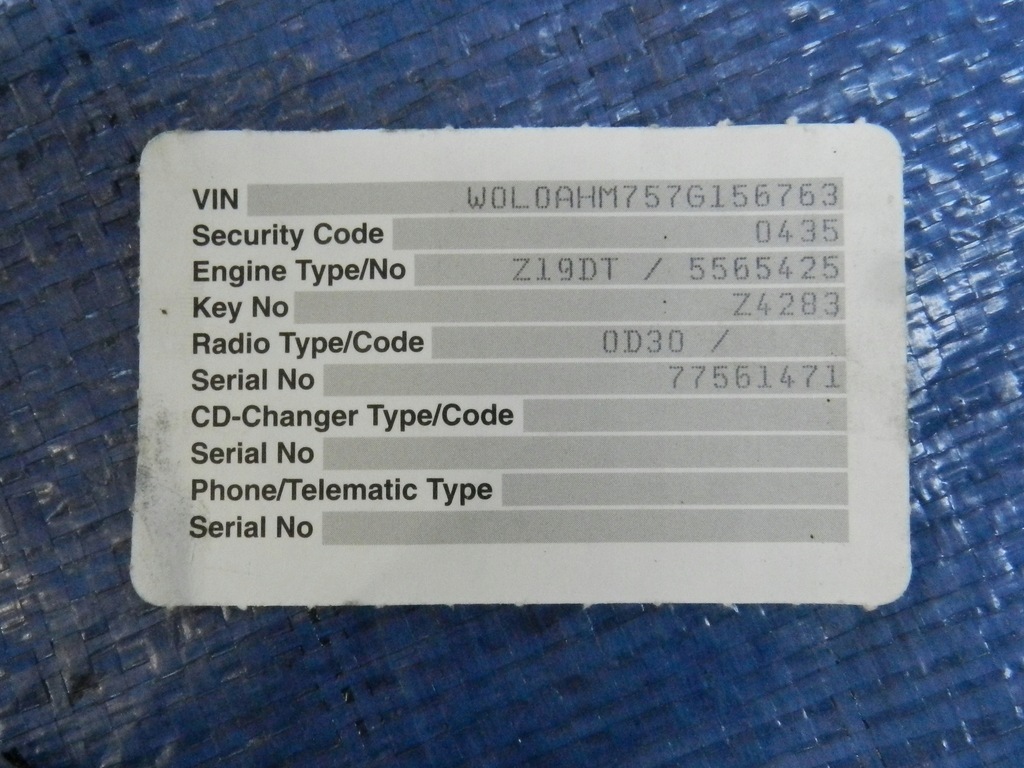 VIN W0L0AHM757G156763
Security Code 0435
Engine Type/No Z19DT / 5565425
Key No Z4283
Radio Type/Code 0D30 /
Serial No 77561471
CD-Changer Type/Code
Serial No
Phone/Telematic Type
Serial No